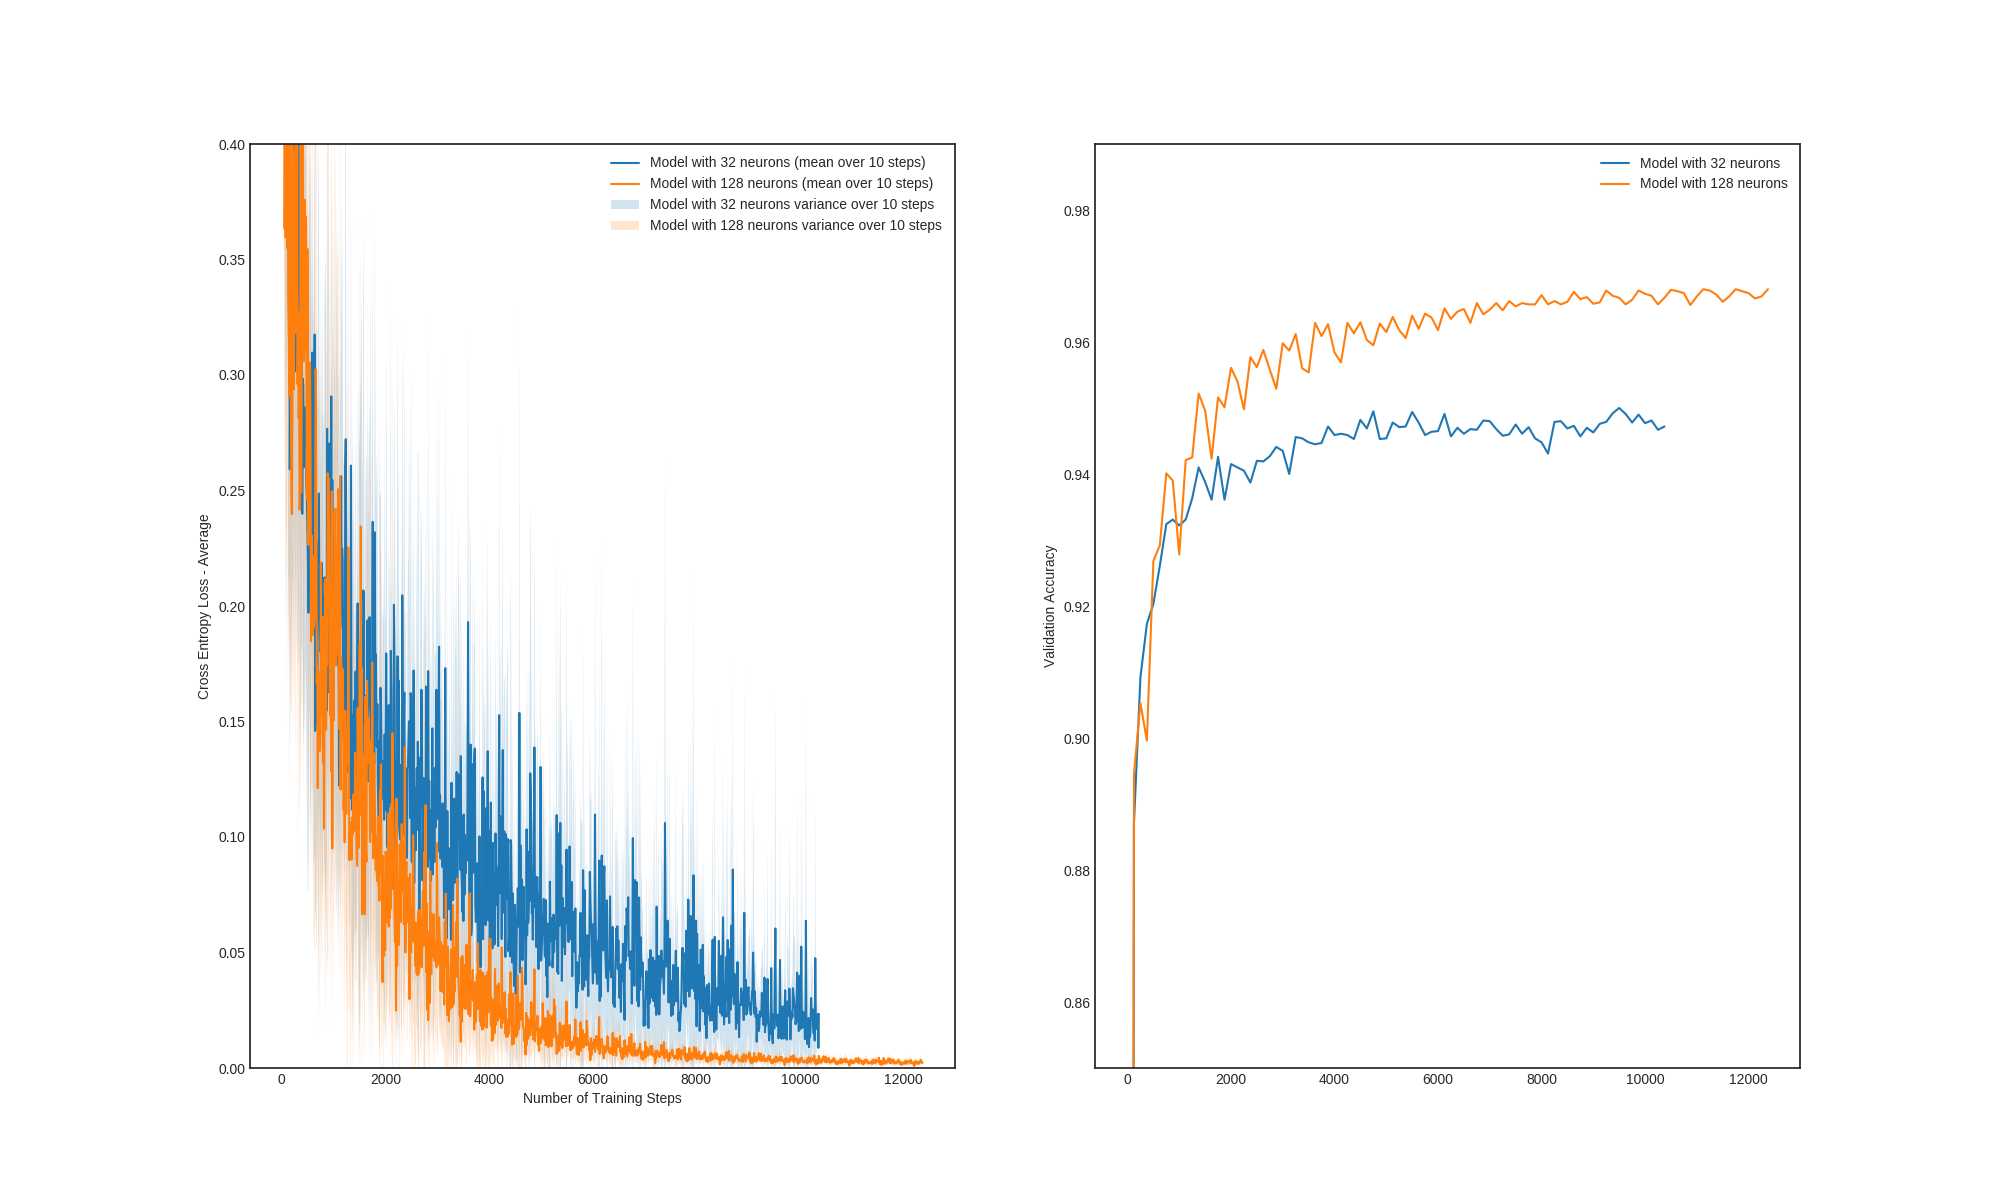 0.40
0.35
0.30
0.25
0.20
0.15
0.10
0.05
0.00
Cross Entropy Loss - Average
Model with 32 neurons (mean over 10 steps)
Model with 128 neurons (mean over 10 steps)
Model with 32 neurons variance over 10 steps
Model with 128 neurons variance over 10 steps
0 2000 4000 6000 8000 10000 12000
Number of Training Steps
0.98
0.96
0.94
0.92
0.90
0.88
0.86
Validation Accuracy
Model with 32 neurons
Model with 128 neurons
0 2000 4000 6000 8000 10000 12000